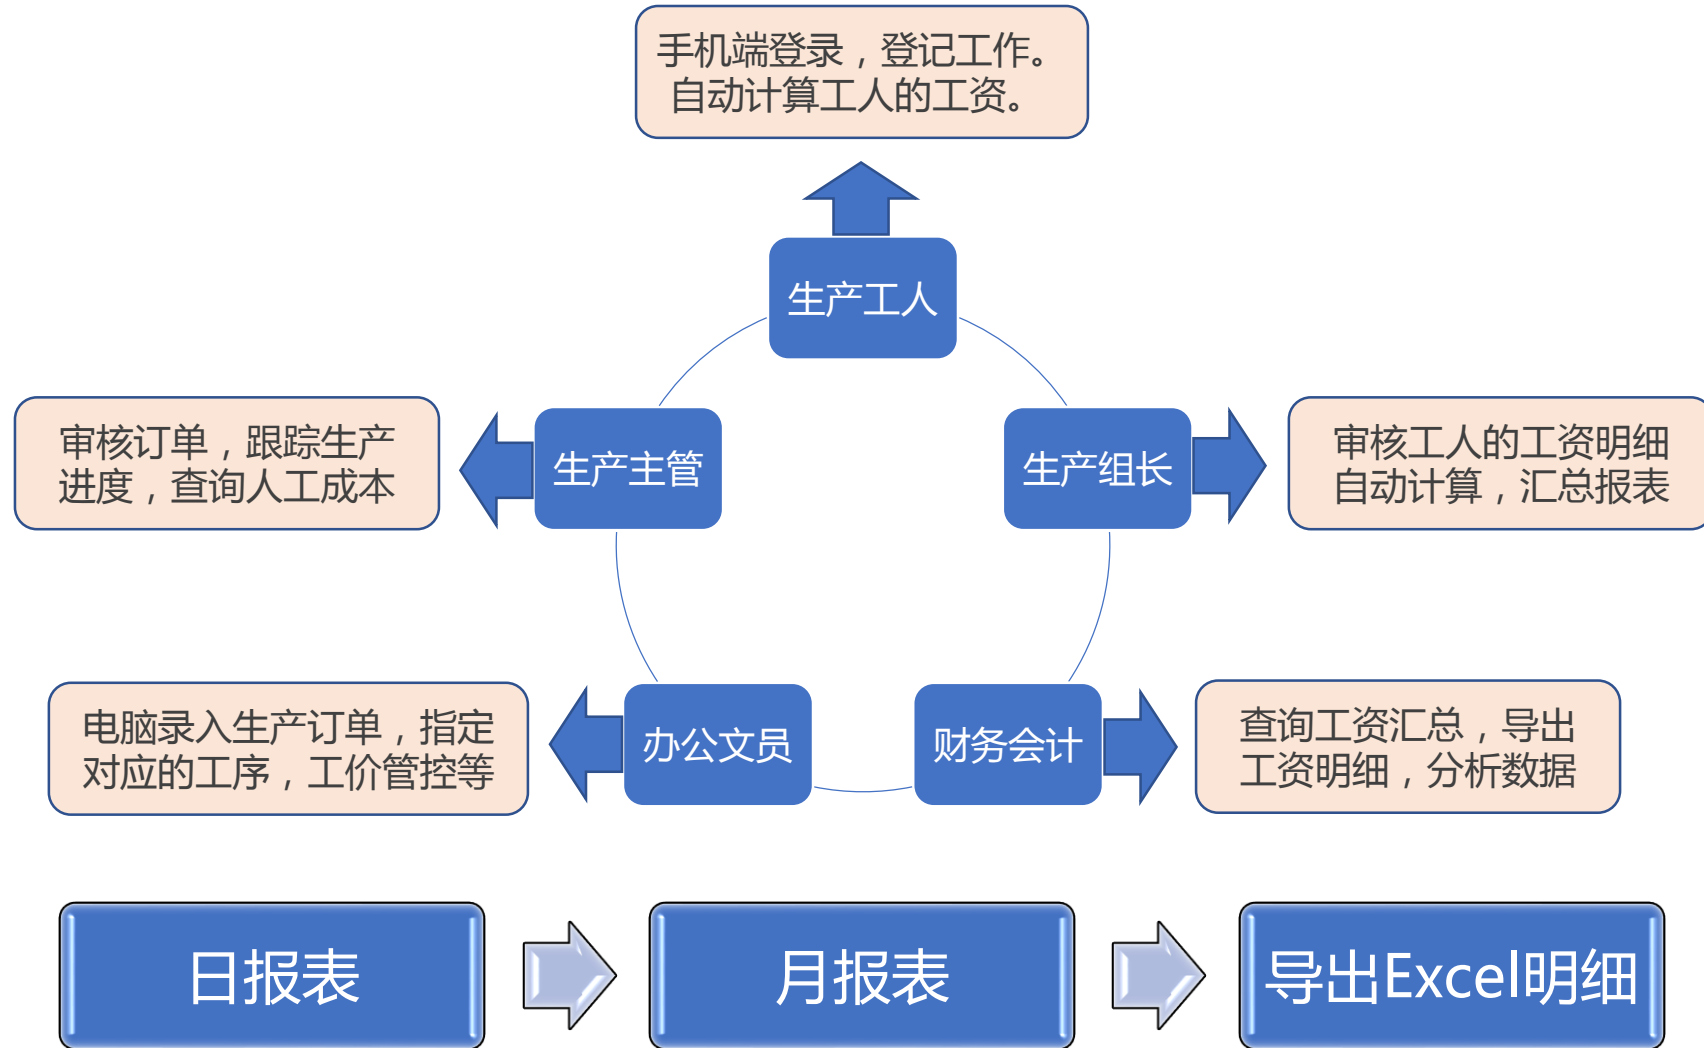 手机端登录，登记工作。
自动计算工人的工资。
生产工人
审核订单，跟踪生产
进度，查询人工成本
生产主管
生产组长
审核工人的工资明细
自动计算，汇总报表
电脑录入生产订单，指定
对应的工序，工价管控等
办公文员
财务会计
查询工资汇总，导出
工资明细，分析数据
日报表
月报表
导出Excel明细